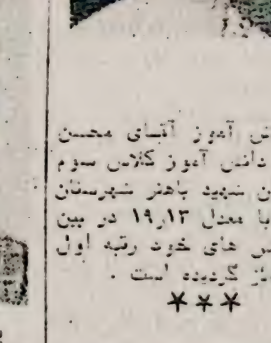 ش آموز آقای محسن
دانش آموز کلاس سوم
ن شهید باهنر شهرستان
با معدل ۱۹٫۱۳ در بین
س های خود رتبه اول
از گردیده است .
***